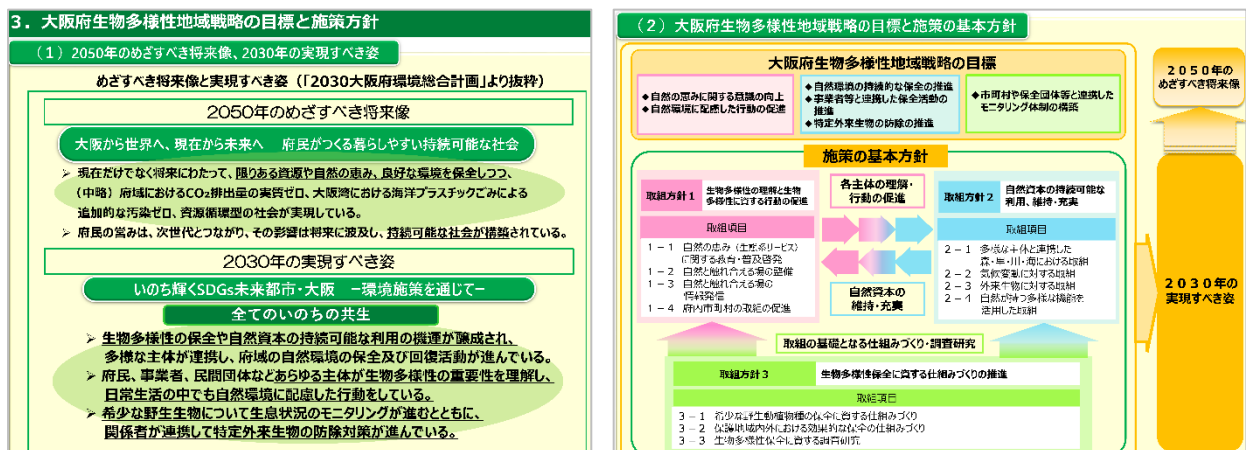 3．大阪府生物多様性地域戦略の目標と施策方針
（１）2050年のめざすべき将来像、2030年の実現すべき姿
めざすべき将来像と実現すべき姿（「2030大阪府環境総合計画」より抜粋）
2050年のめざすべき将来像
大阪から世界へ、現在から未来へ　府民がつくる暮らしやすい持続可能な社会
➢ 現在だけでなく将来にわたって、限りある資源や自然の恵み、良好な環境を保全しつつ、
（中略）府域におけるCO₂排出量の実質ゼロ、大阪湾における海洋プラスチックごみによる
追加的な汚染ゼロ、資源循環型の社会が実現している。
➢ 府民の営みは、次世代とつながり、その影響は将来に波及し、持続可能な社会が構築されている。
2030年の実現すべき姿
いのち輝くSDGs未来都市・大阪　－環境施策を通じて－
全てのいのちの共生
➢ 生物多様性の保全や自然資本の持続可能な利用の機運が醸成され、
多様な主体が連携し、府域の自然環境の保全及び回復活動が進んでいる。
➢ 府民、事業者、民間団体などあらゆる主体が生物多様性の重要性を理解し、
日常生活の中でも自然環境に配慮した行動をしている。
➢ 希少な野生生物について生息状況のモニタリングが進むとともに、
関係者が連携して特定外来生物の防除対策が進んでいる。
（２）大阪府生物多様性地域戦略の目標と施策の基本方針
大阪府生物多様性地域戦略の目標
◆自然の恵みに関する意識の向上
◆自然環境に配慮した行動の促進
◆自然環境の持続的な保全の推進
◆事業者等と連携した保全活動の
推進
◆特定外来生物の防除の推進
◆市町村や保全団体等と連携した
モニタリング体制の構築
施策の基本方針
取組方針１
生物多様性の理解と生物
多様性に資する行動の促進
取組項目
１－１　自然の恵み（生態系サービス）
に関する教育・普及啓発
１－２　自然と触れ合える場の整備
１－３　自然と触れ合える場の
情報発信
１－４　府内市町村の取組の促進
各主体の理解・
行動の促進
自然資本の
維持・充実
取組方針２
自然資本の持続可能な
利用、維持・充実
取組項目
２－１　多様な主体と連携した
森・里・川・海における取組
２－２　気候変動に対する取組
２－３　外来生物に対する取組
２－４　自然が持つ多様な機能を
活用した取組
取組の基礎となる仕組みづくり・調査研究
取組方針３
生物多様性保全に資する仕組みづくりの推進
取組項目
３－１　希少な野生動植物種の保全に資する仕組みづくり
３－２　保護地域内外における効果的な保全の仕組みづくり
３－３　生物多様性保全に資する調査研究
２０５０年の
めざすべき将来像
２０３０年の
実現すべき姿